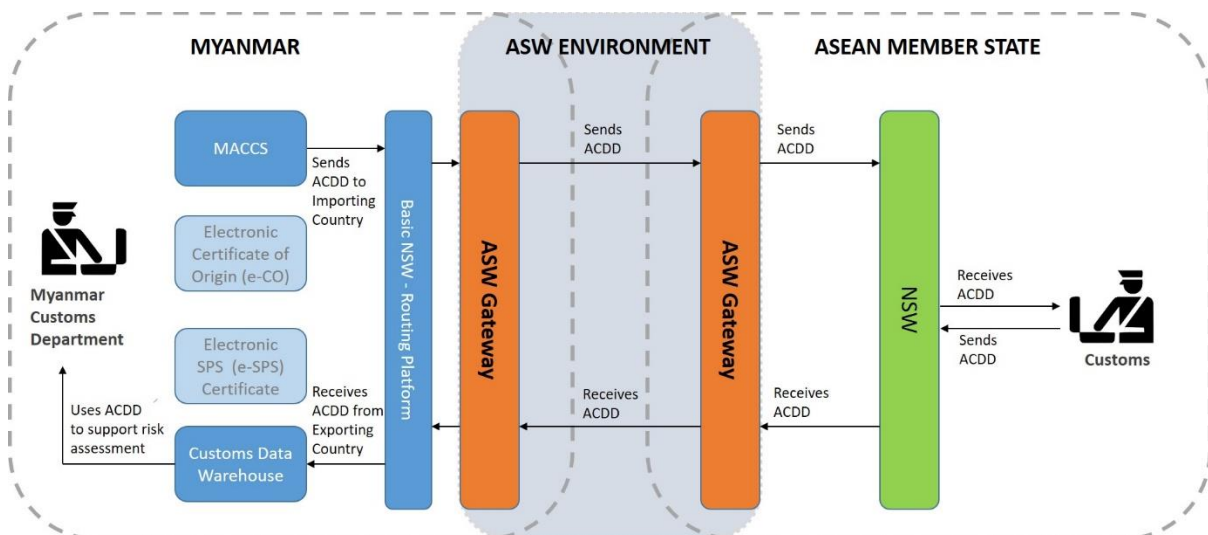 MYANMAR
ASW ENVIRONMENT
ASEAN MEMBER STATE
MACCS
Sends
ACDD to
Importing
Country
Electronic
Certificate of
Origin (e-CO)
Myanmar
Customs
Department
Electronic
SPS (e-SPS)
Certificate
Uses ACDD
to support risk
assessment
Customs Data
Warehouse
Receives
ACDD from
Exporting
Country
Basic NSW - Routing Platform
ASW Gateway
Sends
ACDD
Receives
ACDD
ASW Gateway
Sends
ACDD
Receives
ACDD
NSW
Receives
ACDD
Sends
ACDD
Customs